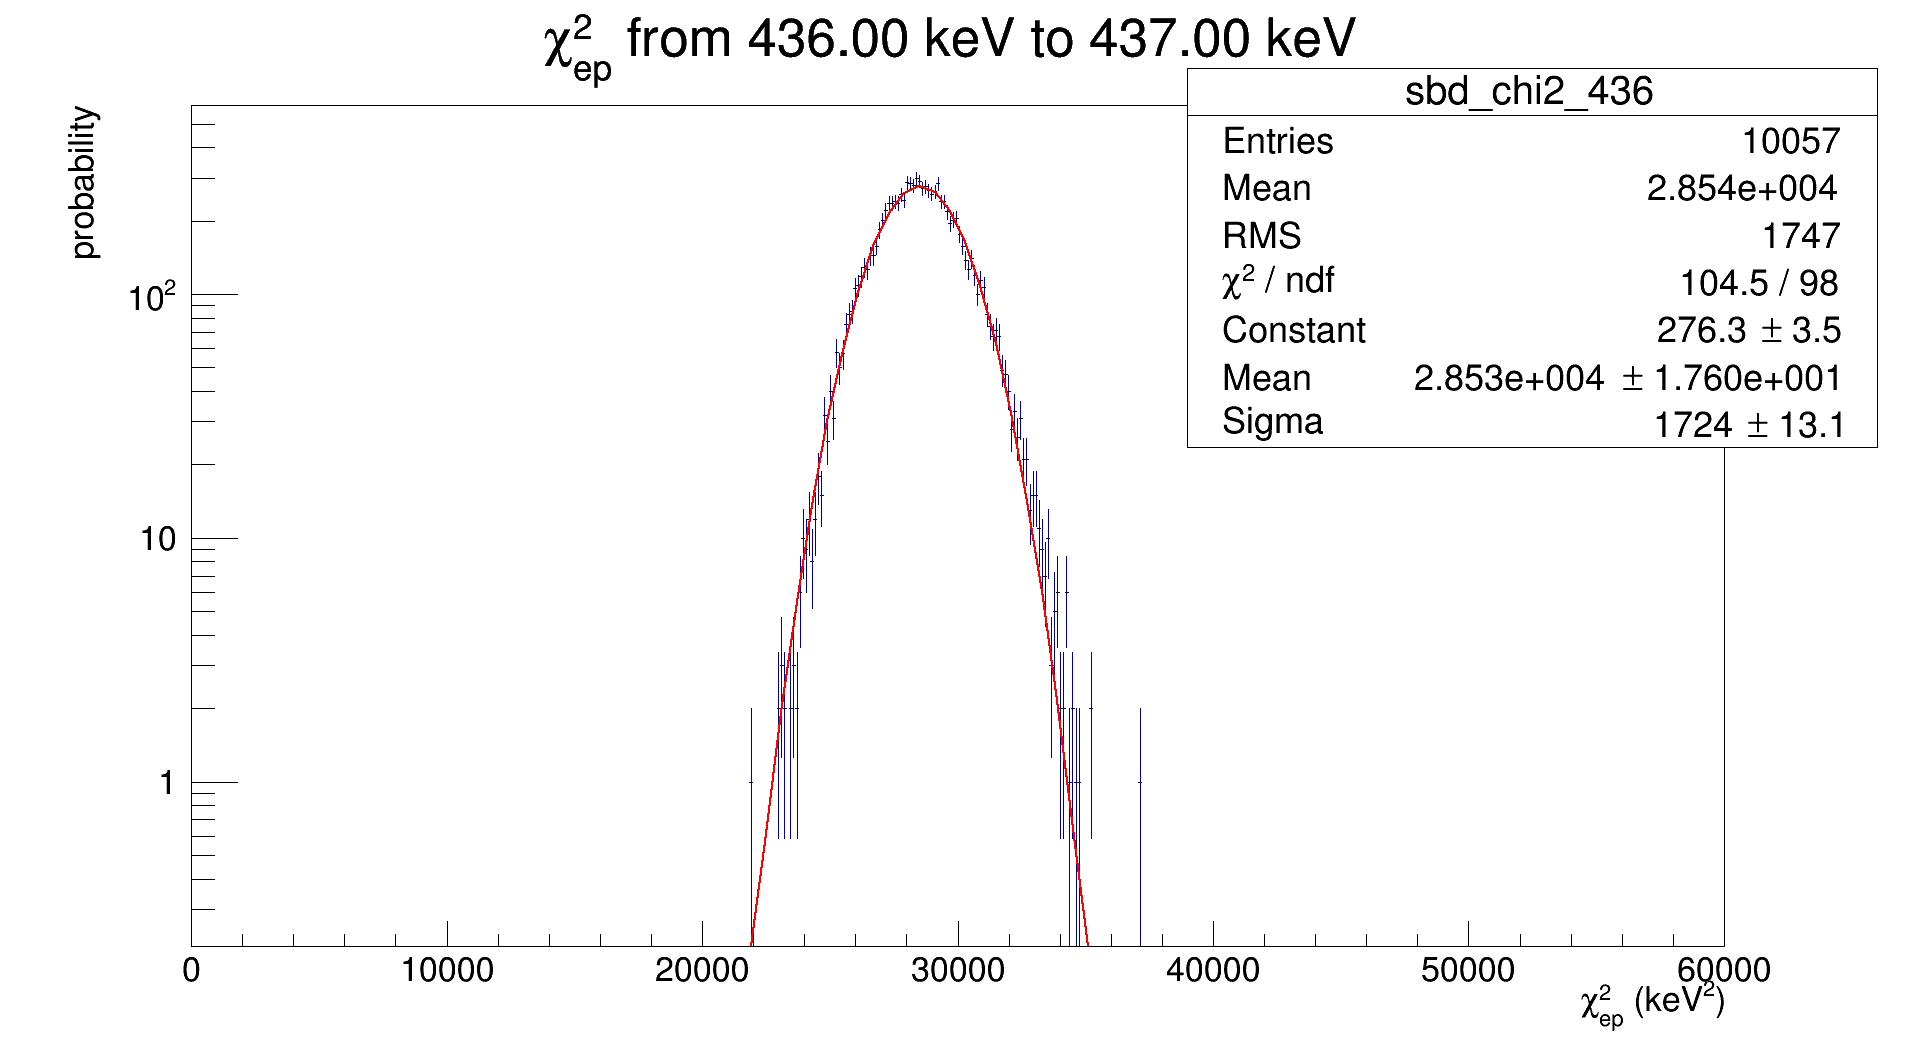 χ²ep from 436.00 keV to 437.00 keV
sbd_chi2_436
Entries 10057
Mean 2.854e+004
RMS 1747
χ² / ndf 104.5 / 98
Constant 276.3 ± 3.5
Mean 2.853e+004 ± 1.760e+001
Sigma 1724 ± 13.1
probability
10²
10
1
0 10000 20000 30000 40000 50000 60000
χ²ep (keV²)